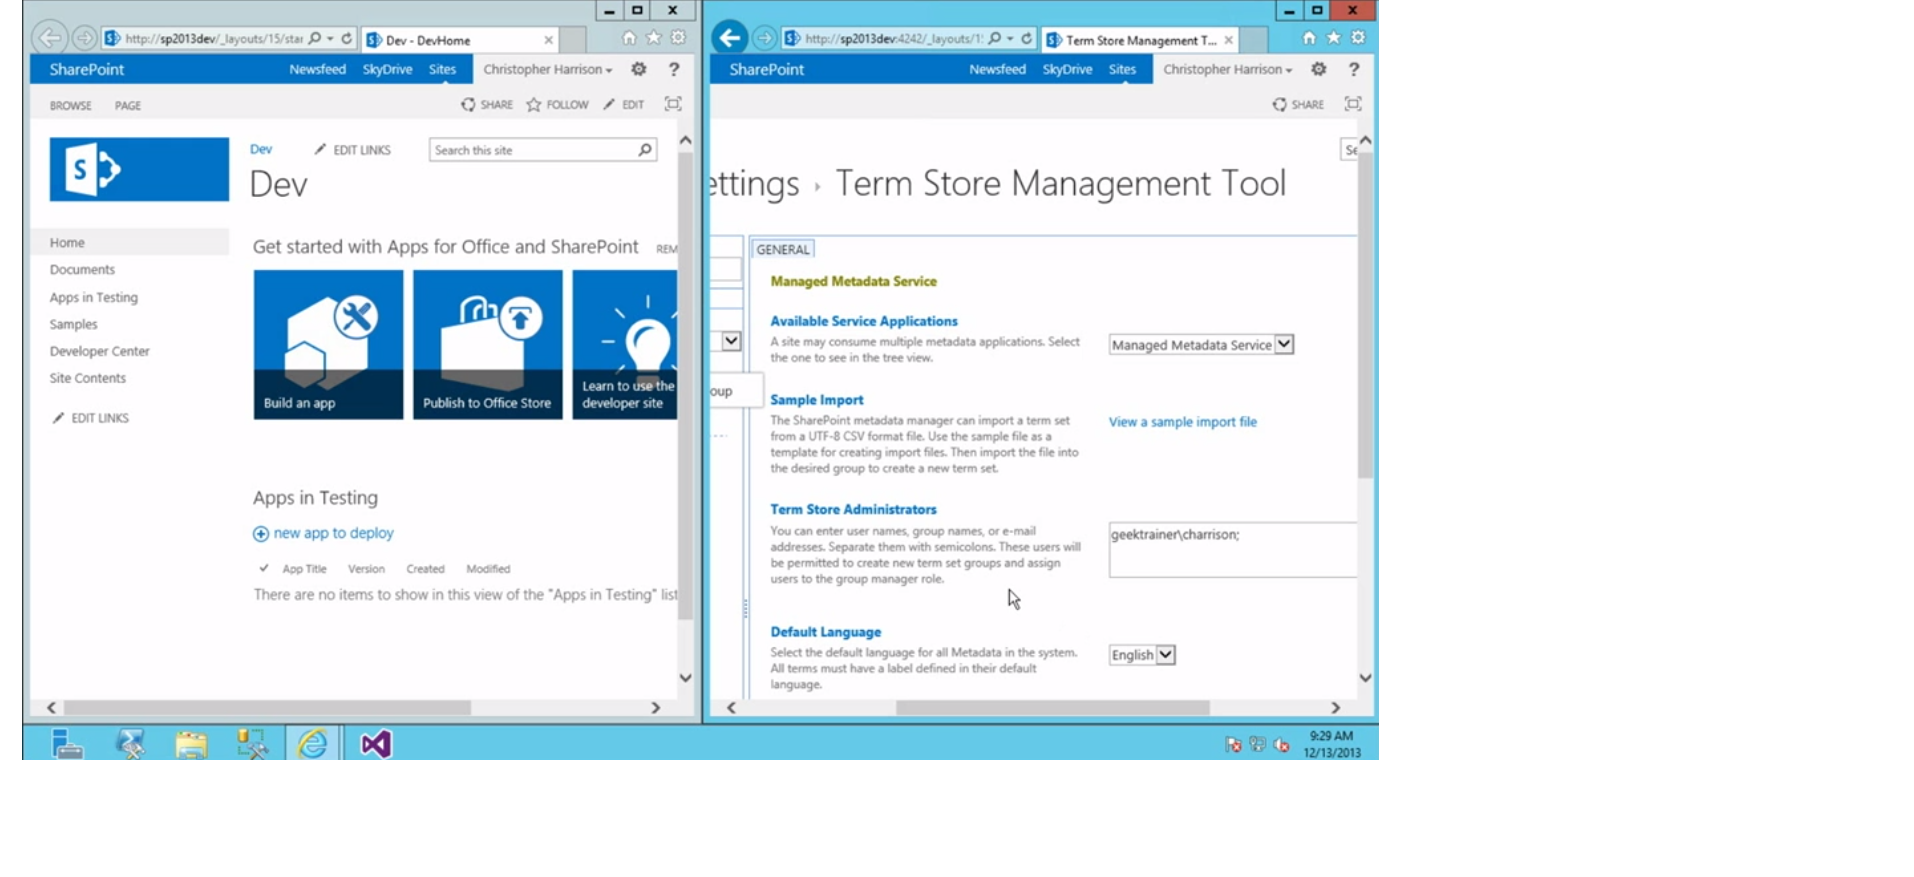 http://sp2013dev/_layouts/15/star
Dev - DevHome
SharePoint
Newsfeed SkyDrive Sites Christopher Harrison ?
BROWSE PAGE
SHARE FOLLOW EDIT
Dev EDIT LINKS
Search this site
S
Dev
Home
Documents
Apps in Testing
Samples
Developer Center
Site Contents
EDIT LINKS
Get started with Apps for Office and SharePoint
Build an app
Publish to Office Store
Learn to use the
developer site
Apps in Testing
new app to deploy
App Title Version Created Modified
There are no items to show in this view of the "Apps in Testing" list
http://sp2013dev:4242/_layouts/1
Term Store Management T...
SharePoint
Newsfeed SkyDrive Sites Christopher Harrison ?
SHARE
ettings › Term Store Management Tool
GENERAL
Managed Metadata Service
Available Service Applications
A site may consume multiple metadata applications. Select
the one to see in the tree view.
Managed Metadata Service
oup
Sample Import
The SharePoint metadata manager can import a term set
from a UTF-8 CSV format file. Use the sample file as a
template for creating import files. Then import the file into
the desired group to create a new term set.
View a sample import file
Term Store Administrators
You can enter user names, group names, or e-mail
addresses. Separate them with semicolons. These users will
be permitted to create new term set groups and assign
users to the group manager role.
geektrainer\charrison;
Default Language
Select the default language for all Metadata in the system.
All terms must have a label defined in their default
language.
English
9:29 AM
12/13/2013